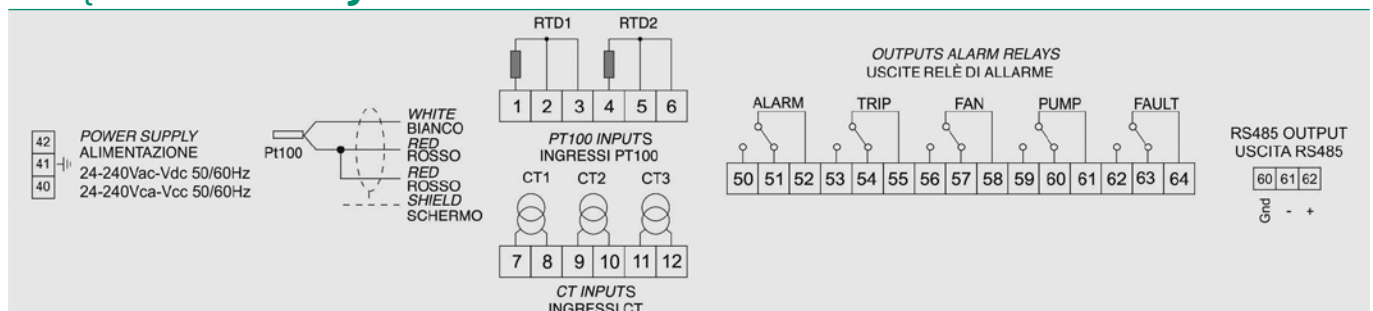 42
41
40
POWER SUPPLY
ALIMENTAZIONE
24-240Vac-Vdc 50/60Hz
24-240Vca-Vcc 50/60Hz
Pt100
WHITE
BIANCO
RED
ROSSO
RED
ROSSO
SHIELD
SCHERMO
RTD1 RTD2
1 2 3 4 5 6
PT100 INPUTS
INGRESSI PT100
CT1 CT2 CT3
7 8 9 10 11 12
CT INPUTS
INGRESSI CT
OUTPUTS ALARM RELAYS
USCITE RELÈ DI ALLARME
ALARM TRIP FAN PUMP FAULT
50 51 52 53 54 55 56 57 58 59 60 61 62 63 64
RS485 OUTPUT
USCITA RS485
60 61 62
Gnd - +